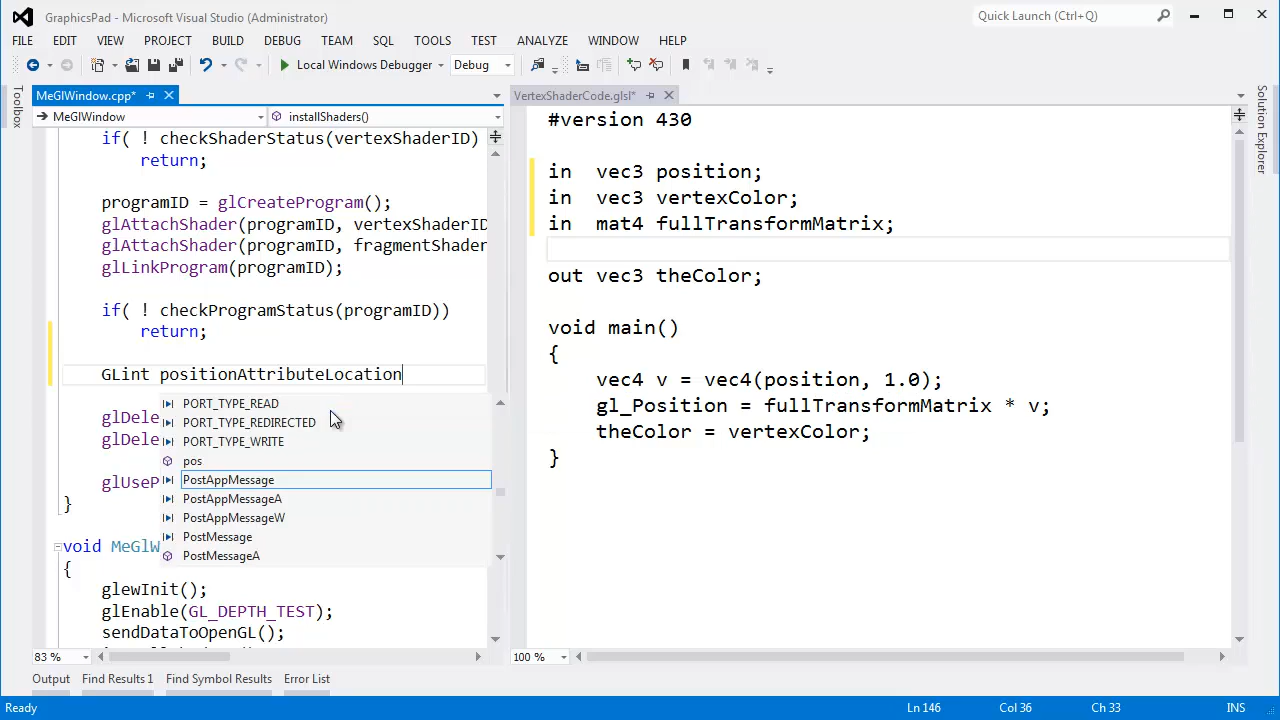 GraphicsPad - Microsoft Visual Studio (Administrator)
Quick Launch (Ctrl+Q)
FILE EDIT VIEW PROJECT BUILD DEBUG TEAM SQL TOOLS TEST ANALYZE WINDOW HELP
Local Windows Debugger Debug
Toolbox
MeGlWindow.cpp*
MeGlWindow installShaders()
if( ! checkShaderStatus(vertexShaderID)
return;
programID = glCreateProgram();
glAttachShader(programID, vertexShaderID
glAttachShader(programID, fragmentShader
glLinkProgram(programID);
if( ! checkProgramStatus(programID))
return;
GLint positionAttributeLocation
glDele
glDele
glUseP
}
PORT_TYPE_READ
PORT_TYPE_REDIRECTED
PORT_TYPE_WRITE
pos
PostAppMessage
PostAppMessageA
PostAppMessageW
PostMessage
PostMessageA
void MeGlW
{
glewInit();
glEnable(GL_DEPTH_TEST);
sendDataToOpenGL();
83 %
VertexShaderCode.glsl*
#version 430
in vec3 position;
in vec3 vertexColor;
in mat4 fullTransformMatrix;
out vec3 theColor;
void main()
{
vec4 v = vec4(position, 1.0);
gl_Position = fullTransformMatrix * v;
theColor = vertexColor;
}
100 %
Solution Explorer
Output Find Results 1 Find Symbol Results Error List
Ready Ln 146 Col 36 Ch 33 INS